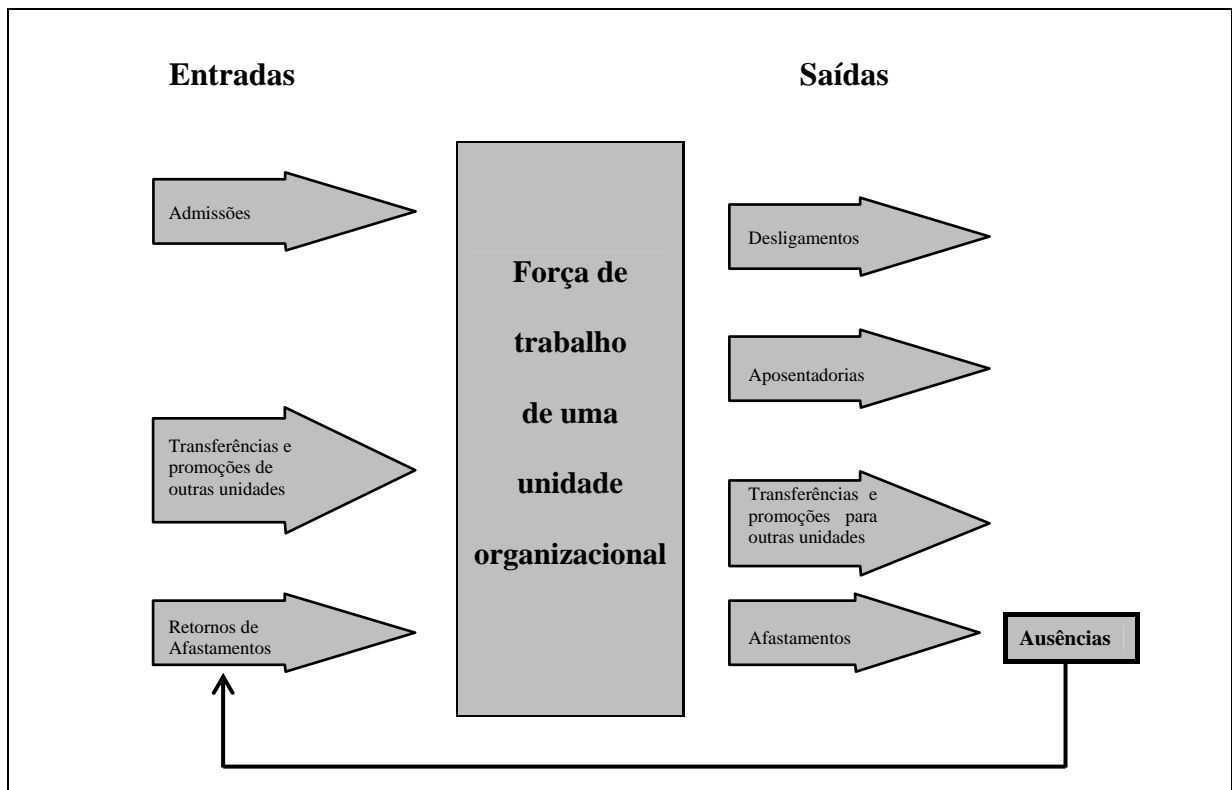 Entradas
Saídas
Admissões
Transferências e
promoções de
outras unidades
Retornos de
Afastamentos
Força de
trabalho
de uma
unidade
organizacional
Desligamentos
Aposentadorias
Transferências e
promoções para
outras unidades
Afastamentos
Ausências